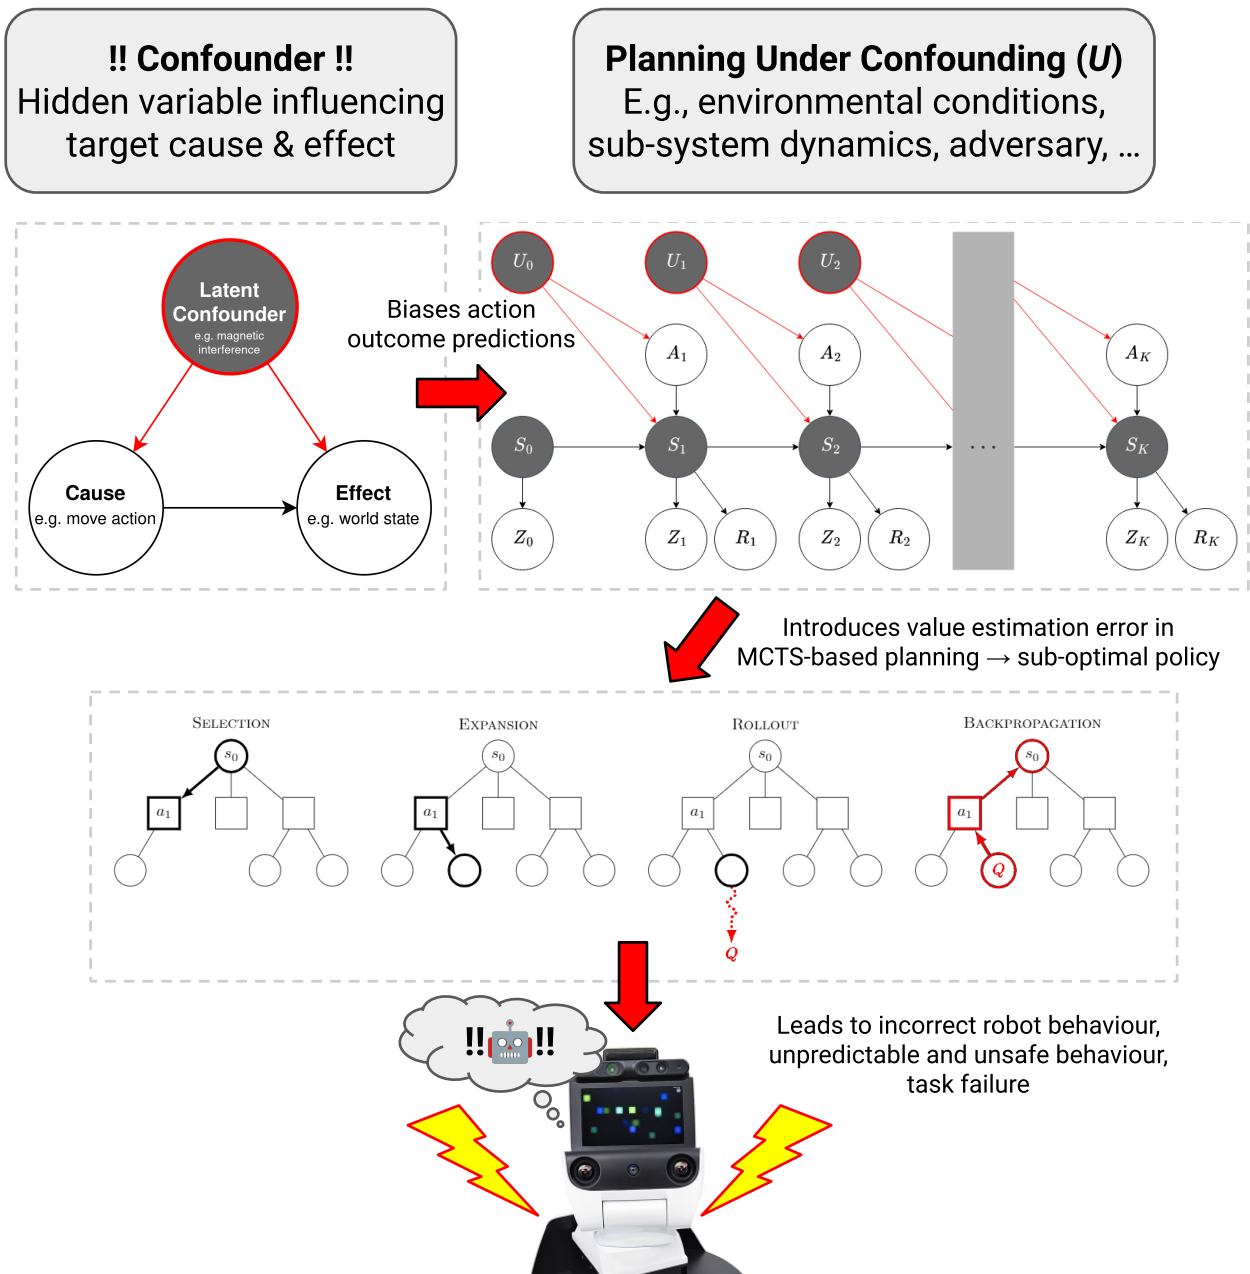 !! Confounder !!
Hidden variable influencing
target cause & effect
Planning Under Confounding (U)
E.g., environmental conditions,
sub-system dynamics, adversary, ...
Latent
Confounder
e.g. magnetic
interference
Cause
e.g. move action
Effect
e.g. world state
Biases action
outcome predictions
U₀ U₁ U₂
A₁ A₂ A_K
S₀ S₁ S₂ ... S_K
Z₀ Z₁ R₁ Z₂ R₂ Z_K R_K
Introduces value estimation error in
MCTS-based planning → sub-optimal policy
SELECTION EXPANSION ROLLOUT BACKPROPAGATION
s₀ s₀ s₀ s₀
a₁ a₁ a₁ a₁
Q
Q
!! !!
Leads to incorrect robot behaviour,
unpredictable and unsafe behaviour,
task failure